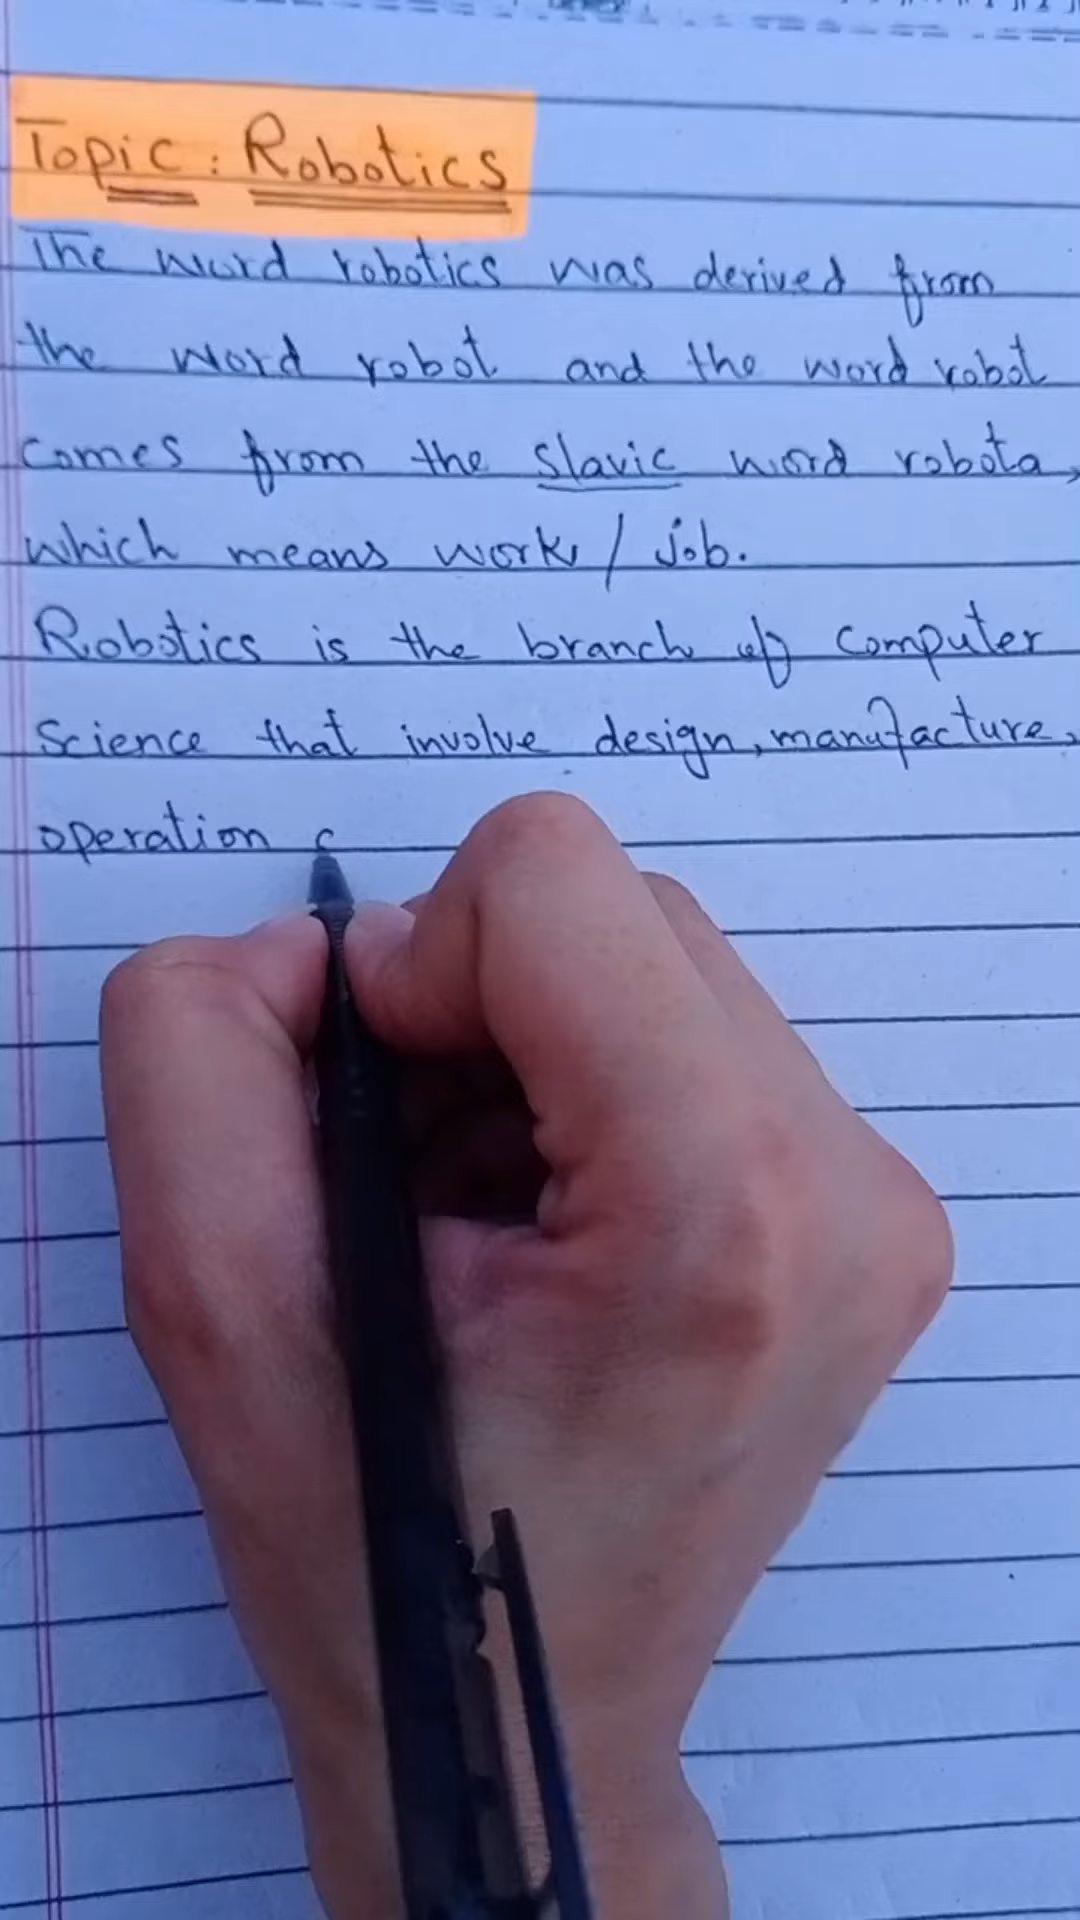 Topic : Robotics
The word robotics was derived from
the word robot and the word robot
comes from the Slavic word robota,
which means work / job.
Robotics is the branch of Computer
Science that involve design, manufacture,
operation